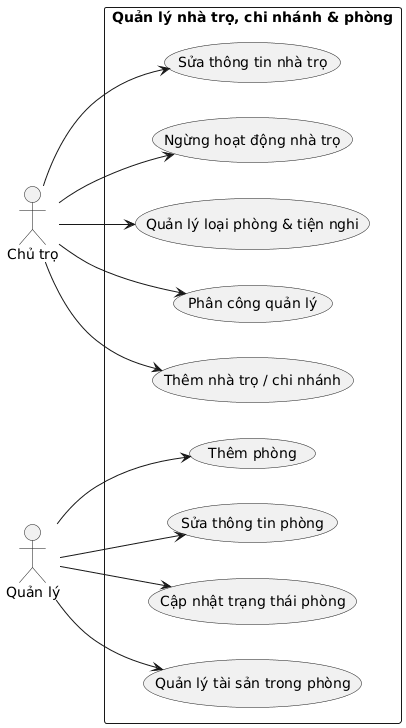 Quản lý nhà trọ, chi nhánh & phòng
Sửa thông tin nhà trọ
Ngừng hoạt động nhà trọ
Quản lý loại phòng & tiện nghi
Chủ trọ
Phân công quản lý
Thêm nhà trọ / chi nhánh
Thêm phòng
Sửa thông tin phòng
Quản lý
Cập nhật trạng thái phòng
Quản lý tài sản trong phòng